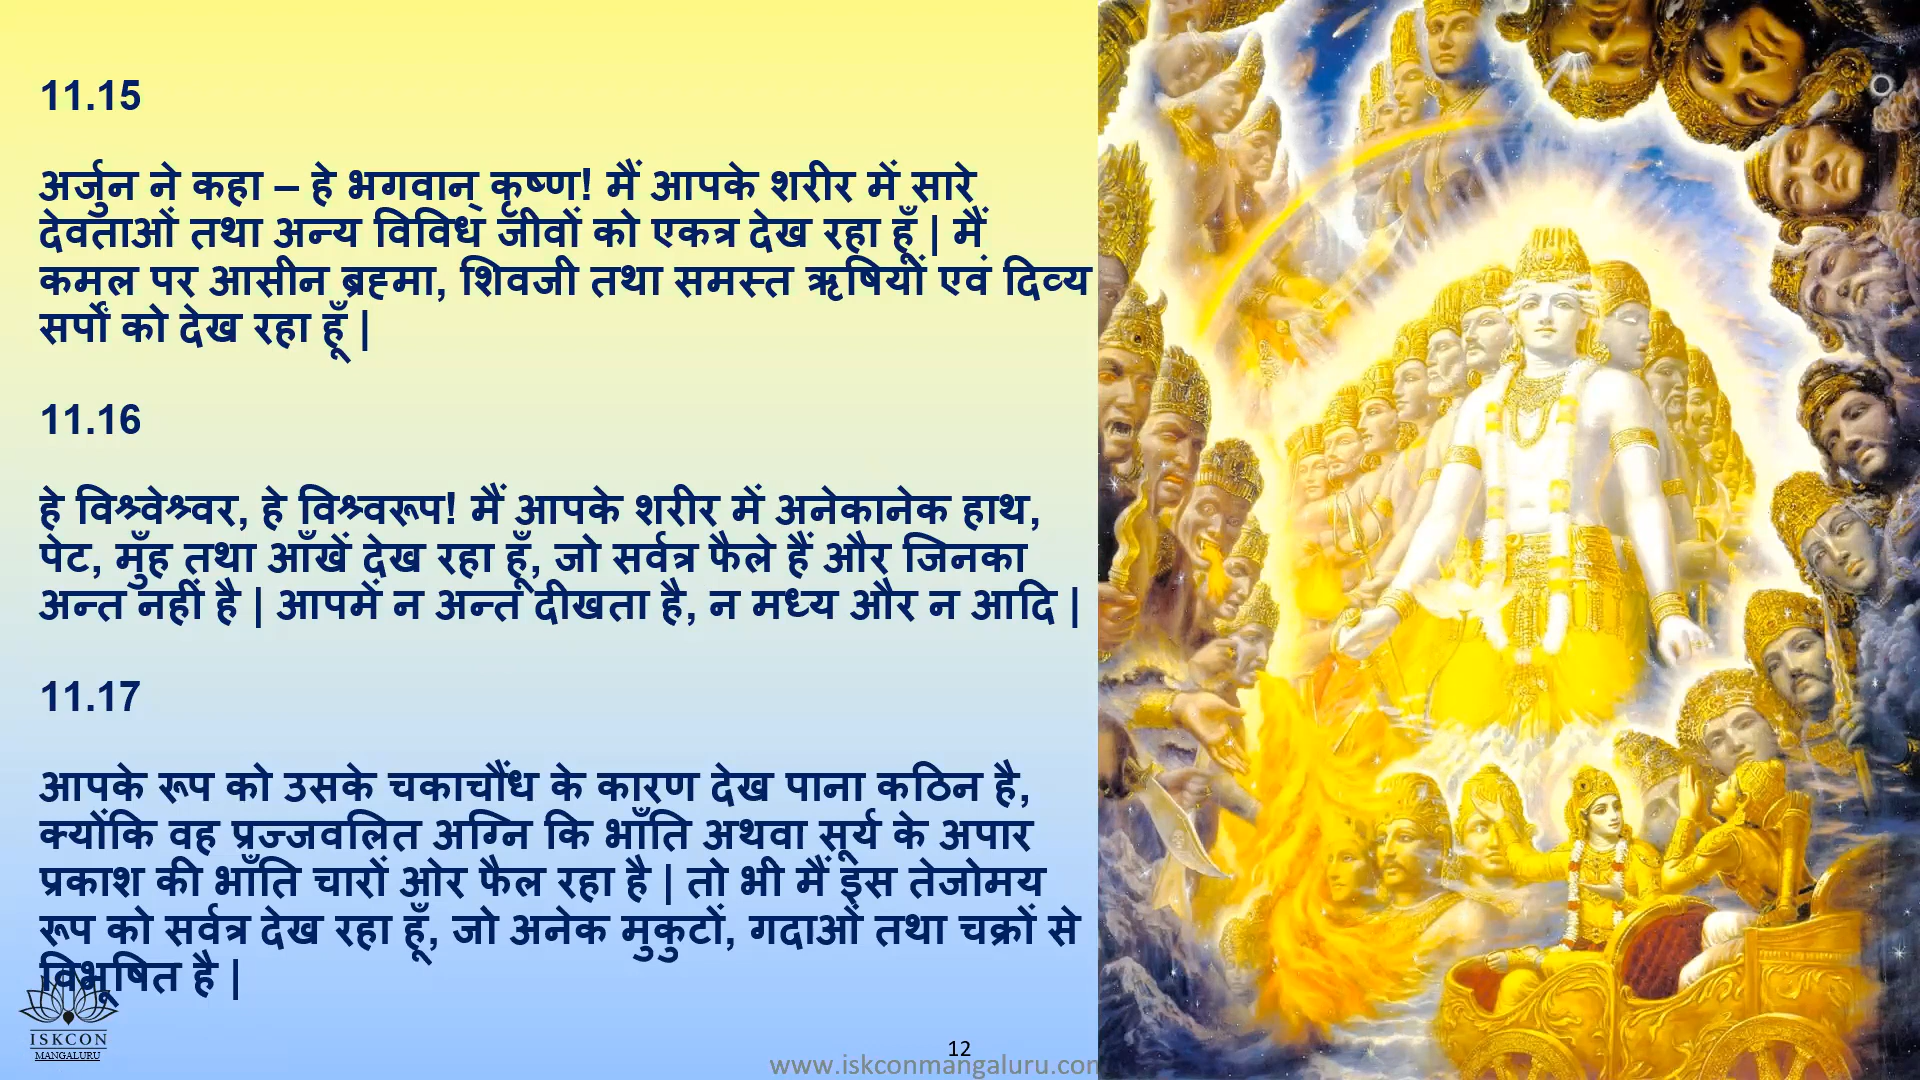 11.15
अर्जुन ने कहा – हे भगवान् कृष्ण! मैं आपके शरीर में सारे
देवताओं तथा अन्य विविध जीवों को एकत्र देख रहा हूँ | मैं
कमल पर आसीन ब्रह्मा, शिवजी तथा समस्त ऋषियों एवं दिव्य
सर्पों को देख रहा हूँ |
11.16
हे विश्र्वेश्र्वर, हे विश्र्वरूप! मैं आपके शरीर में अनेकानेक हाथ,
पेट, मुँह तथा आँखें देख रहा हूँ, जो सर्वत्र फैले हैं और जिनका
अन्त नहीं है | आपमें न अन्त दीखता है, न मध्य और न आदि |
11.17
आपके रूप को उसके चकाचौंध के कारण देख पाना कठिन है,
क्योंकि वह प्रज्जवलित अग्नि कि भाँति अथवा सूर्य के अपार
प्रकाश की भाँति चारों ओर फैल रहा है | तो भी मैं इस तेजोमय
रूप को सर्वत्र देख रहा हूँ, जो अनेक मुकुटों, गदाओं तथा चक्रों से
विभूषित है |
ISKCON
MANGALURU
12
www.iskconmangaluru.com